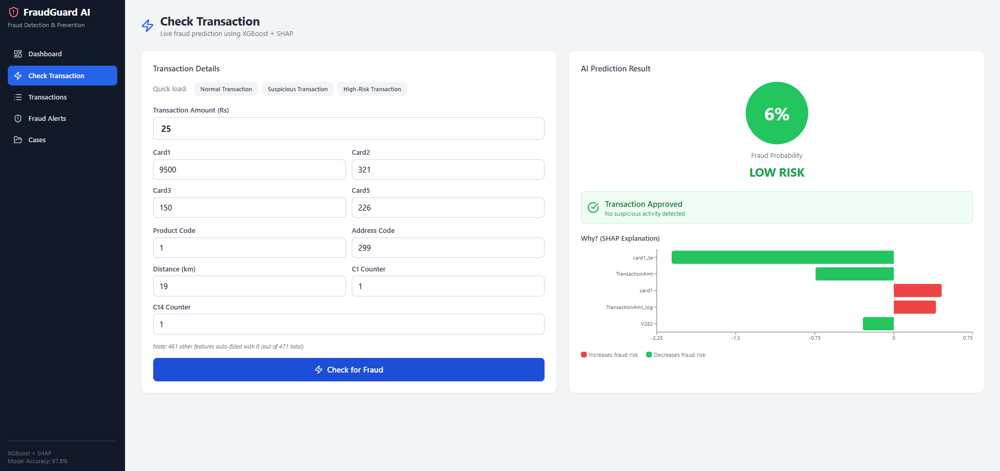 FraudGuard AI
Fraud Detection & Prevention
Dashboard
Check Transaction
Transactions
Fraud Alerts
Cases
XGBoost + SHAP
Model Accuracy: 97.8%
Check Transaction
Live fraud prediction using XGBoost + SHAP
Transaction Details
Quick load: Normal Transaction Suspicious Transaction High-Risk Transaction
Transaction Amount (Rs)
25
Card1 Card2
9500 321
Card3 Card5
150 226
Product Code Address Code
1 299
Distance (km) C1 Counter
19 1
C14 Counter
1
Note: 461 other features auto-filled with 0 (out of 471 total)
Check for Fraud
AI Prediction Result
6%
Fraud Probability
LOW RISK
Transaction Approved
No suspicious activity detected
Why? (SHAP Explanation)
card1_te
TransactionAmt
card1
TransactionAmt_log
V282
-2.25 -1.5 -0.75 0 0.75
Increases fraud risk Decreases fraud risk